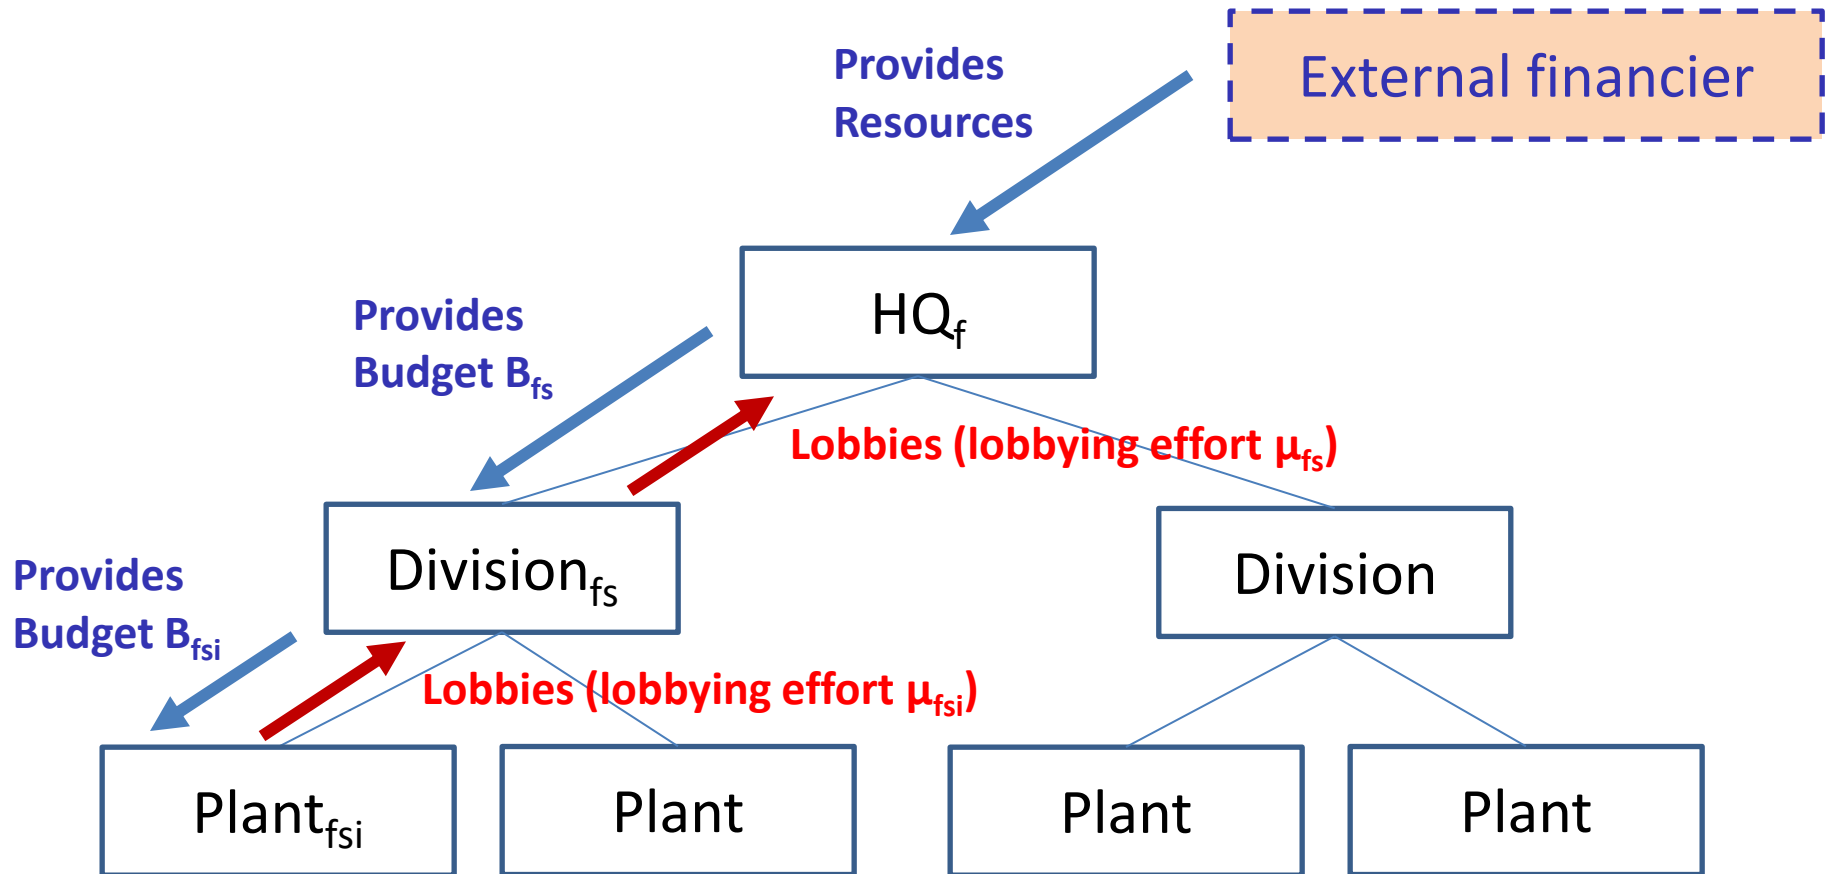 Provides
Resources
External financier
HQf
Provides
Budget Bfs
Lobbies (lobbying effort μfs)
Divisionfs
Division
Provides
Budget Bfsi
Lobbies (lobbying effort μfsi)
Plantfsi
Plant
Plant
Plant